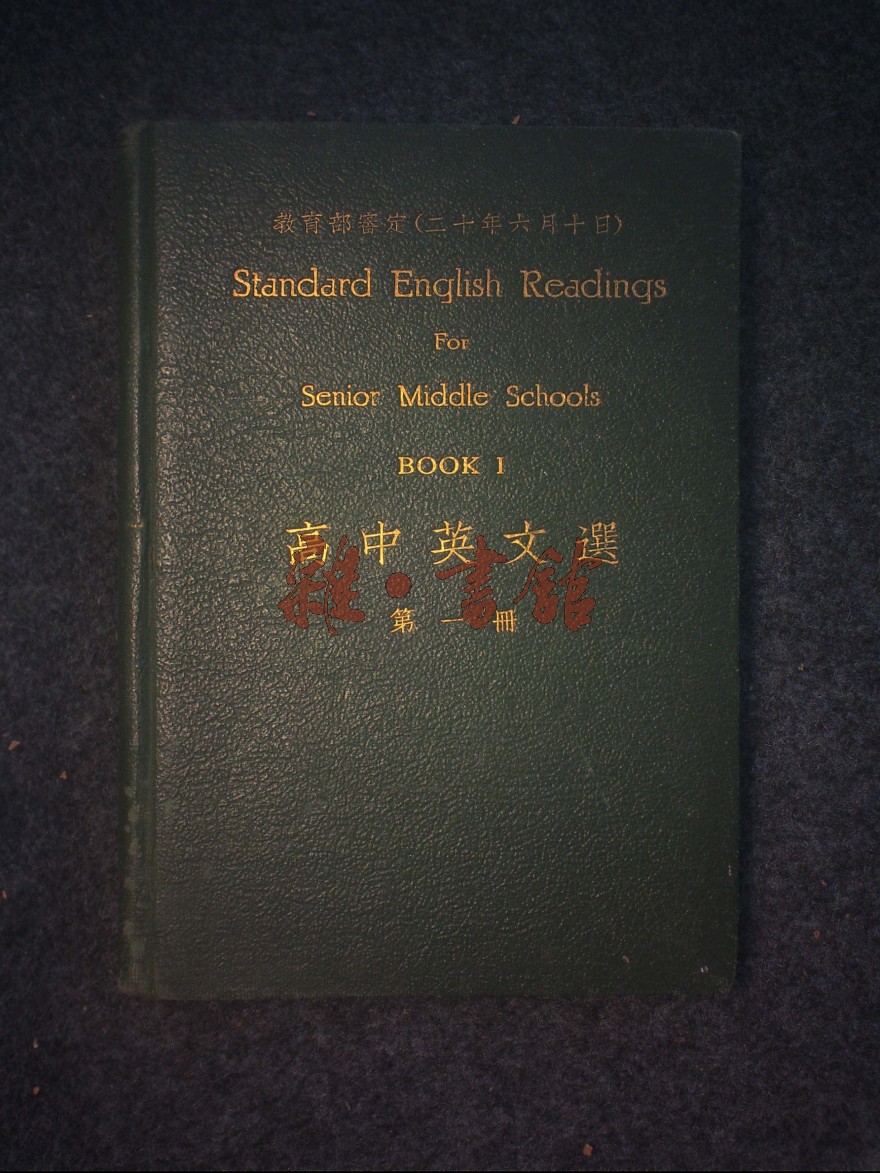 教育部審定(二十年六月十日)
Standard English Readings
For
Senior Middle Schools
BOOK I
高中英文選
雜·書館
第一冊